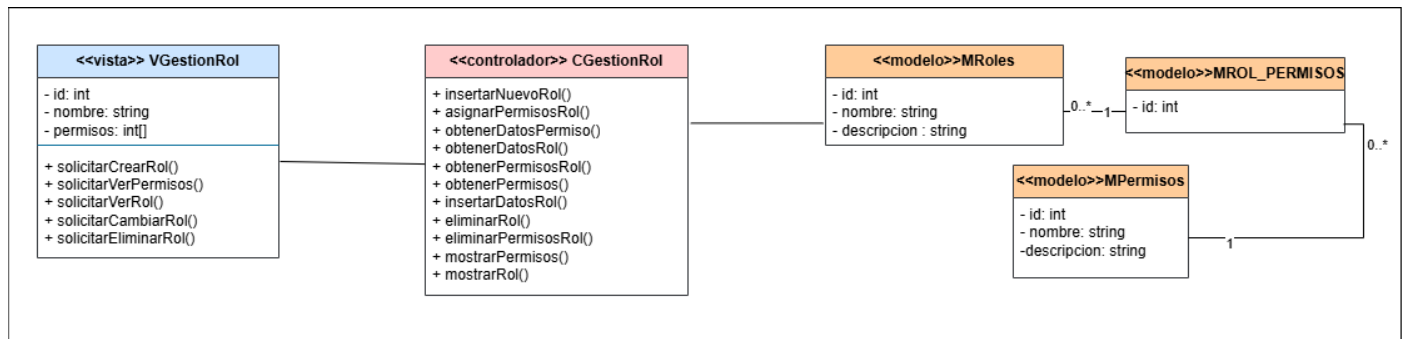 <<vista>> VGestionRol
- id: int
- nombre: string
- permisos: int[]
+ solicitarCrearRol()
+ solicitarVerPermisos()
+ solicitarVerRol()
+ solicitarCambiarRol()
+ solicitarEliminarRol()
<<controlador>> CGestionRol
+ insertarNuevoRol()
+ asignarPermisosRol()
+ obtenerDatosPermiso()
+ obtenerDatosRol()
+ obtenerPermisosRol()
+ obtenerPermisos()
+ insertarDatosRol()
+ eliminarRol()
+ eliminarPermisosRol()
+ mostrarPermisos()
+ mostrarRol()
<<modelo>>MRoles
- id: int
- nombre: string
- descripcion : string
0..*
1
<<modelo>>MROL_PERMISOS
- id: int
0..*
<<modelo>>MPermisos
- id: int
- nombre: string
-descripcion: string
1